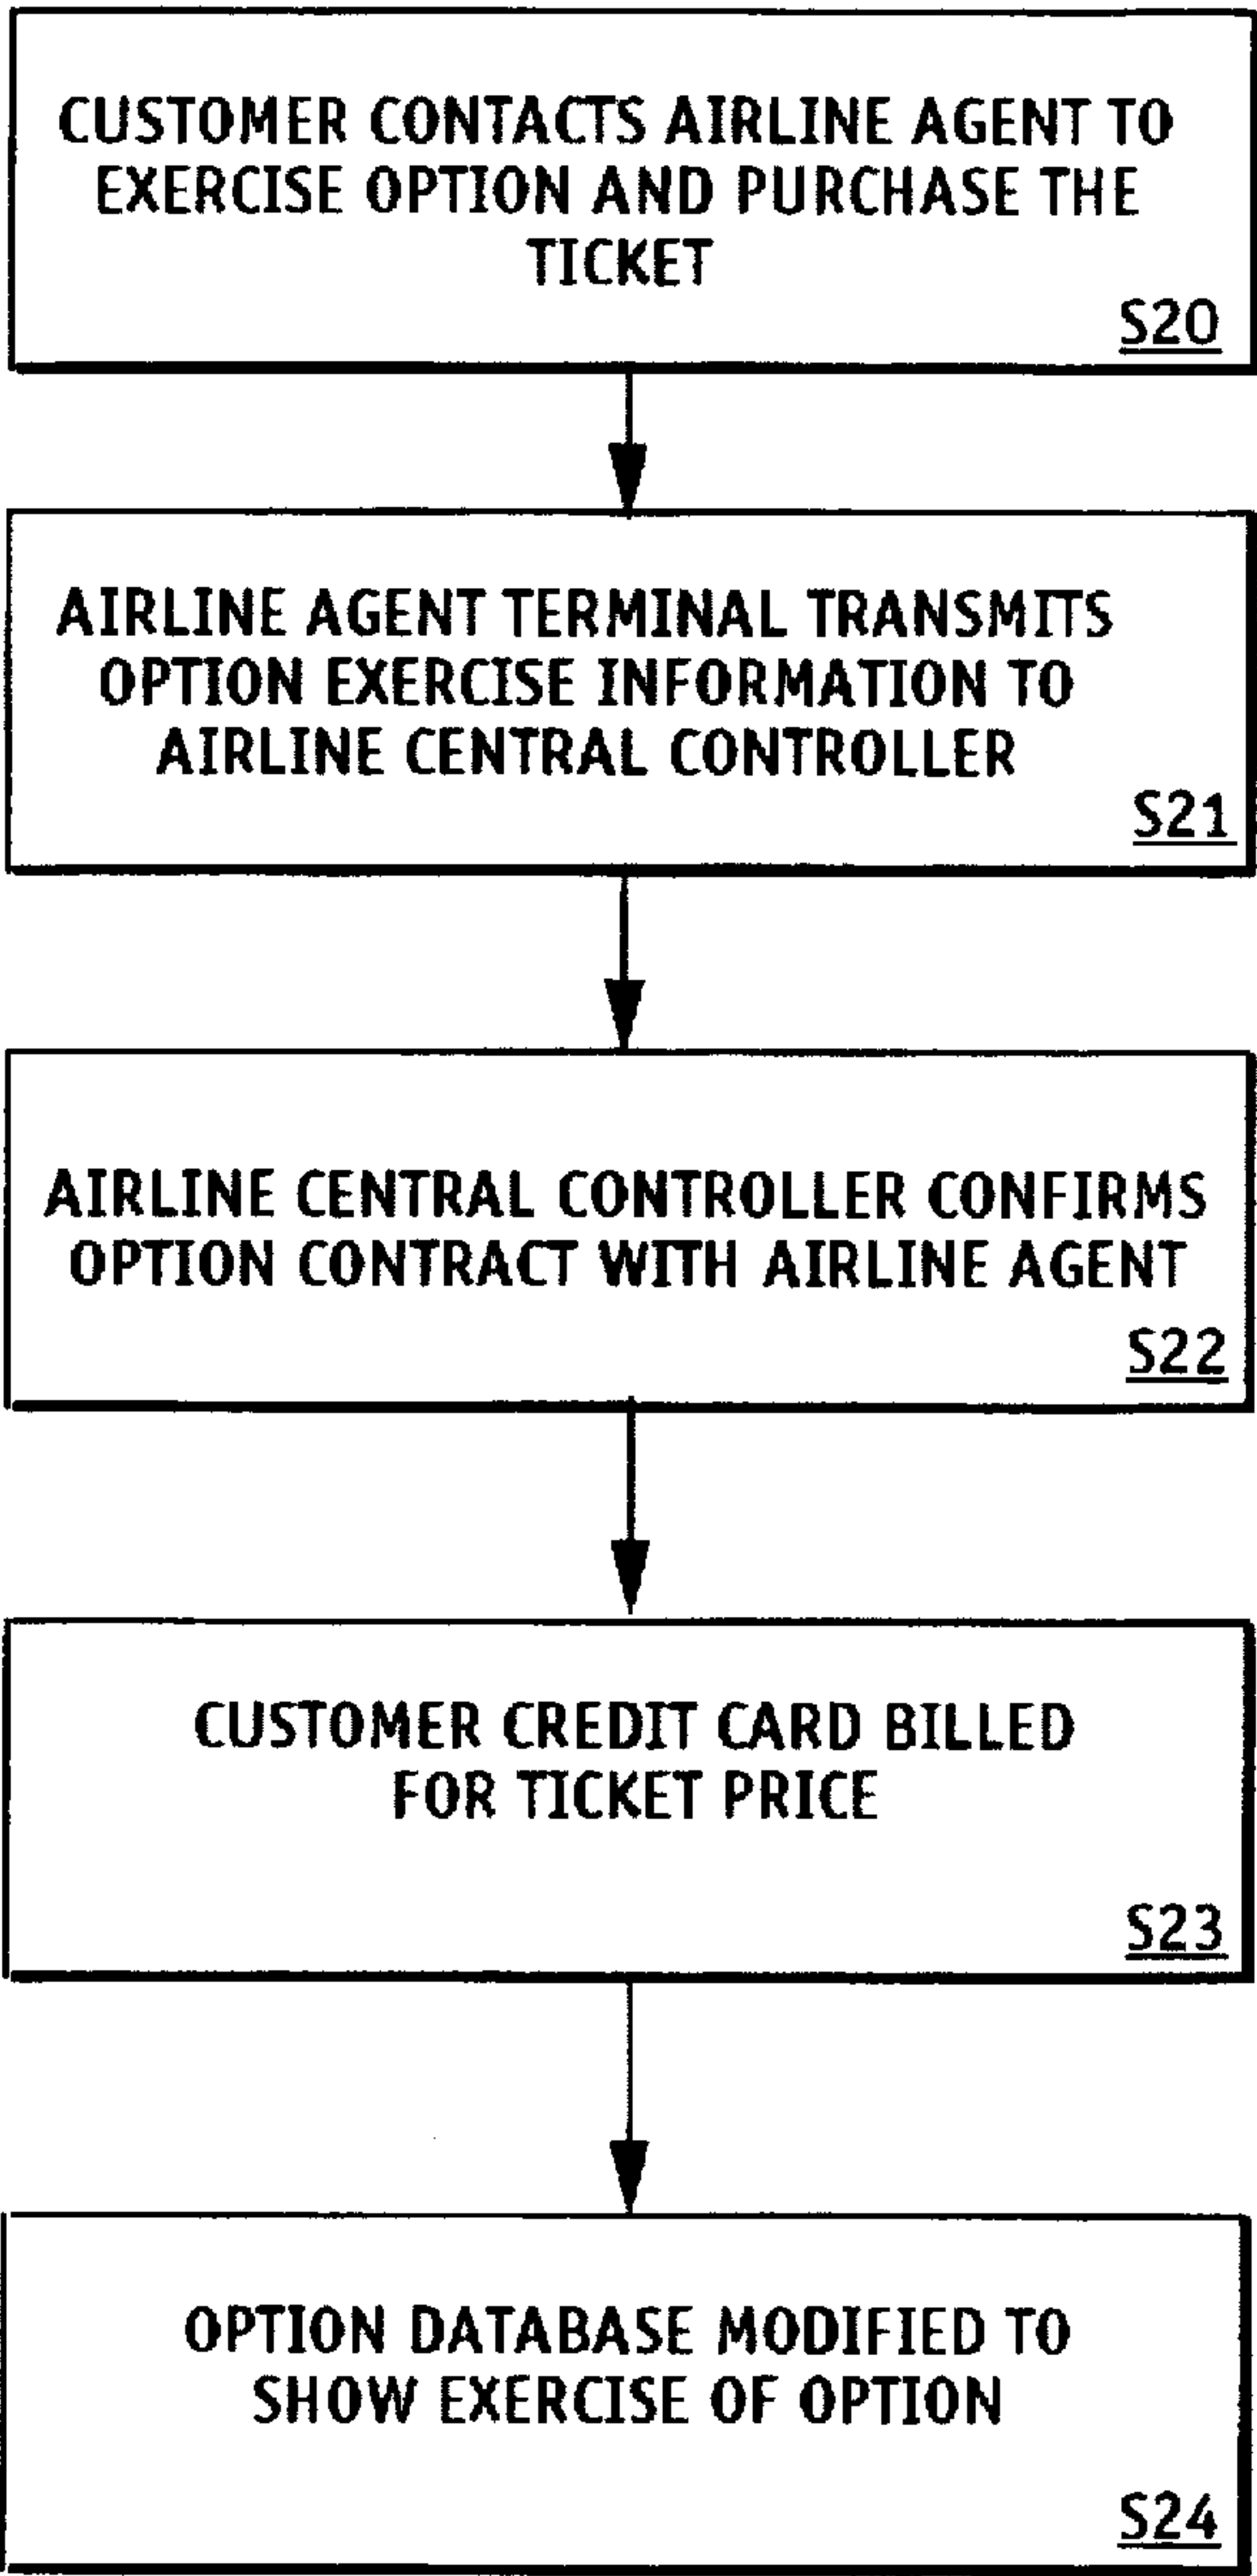 CUSTOMER CONTACTS AIRLINE AGENT TO
EXERCISE OPTION AND PURCHASE THE
TICKET
S20
AIRLINE AGENT TERMINAL TRANSMITS
OPTION EXERCISE INFORMATION TO
AIRLINE CENTRAL CONTROLLER
S21
AIRLINE CENTRAL CONTROLLER CONFIRMS
OPTION CONTRACT WITH AIRLINE AGENT
S22
CUSTOMER CREDIT CARD BILLED
FOR TICKET PRICE
S23
OPTION DATABASE MODIFIED TO
SHOW EXERCISE OF OPTION
S24